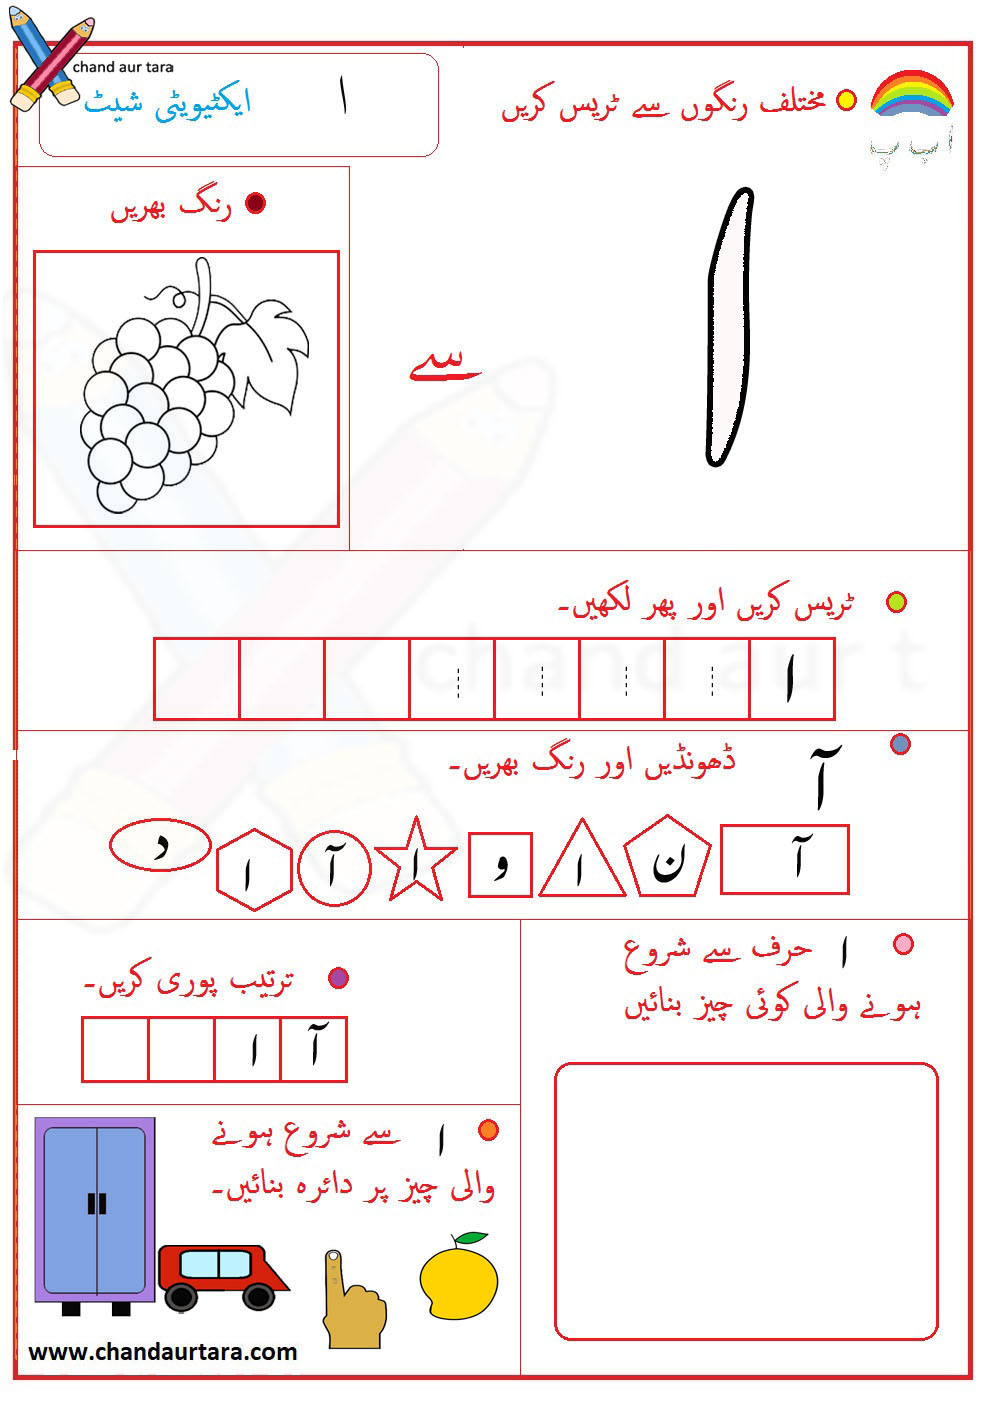 chand aur tara
ا ایکٹیویٹی شیٹ
مختلف رنگوں سے ٹریس کریں
ا
سے
رنگ بھریں
ٹریس کریں اور پھر لکھیں۔
ا
chand aur t
آ ڈھونڈیں اور رنگ بھریں۔
آ ن ا و ا آ ا د
ا حرف سے شروع
ہونے والی کوئی چیز بنائیں
ترتیب پوری کریں۔
آ ا
ا سے شروع ہونے
والی چیز پر دائرہ بنائیں۔
www.chandaurtara.com